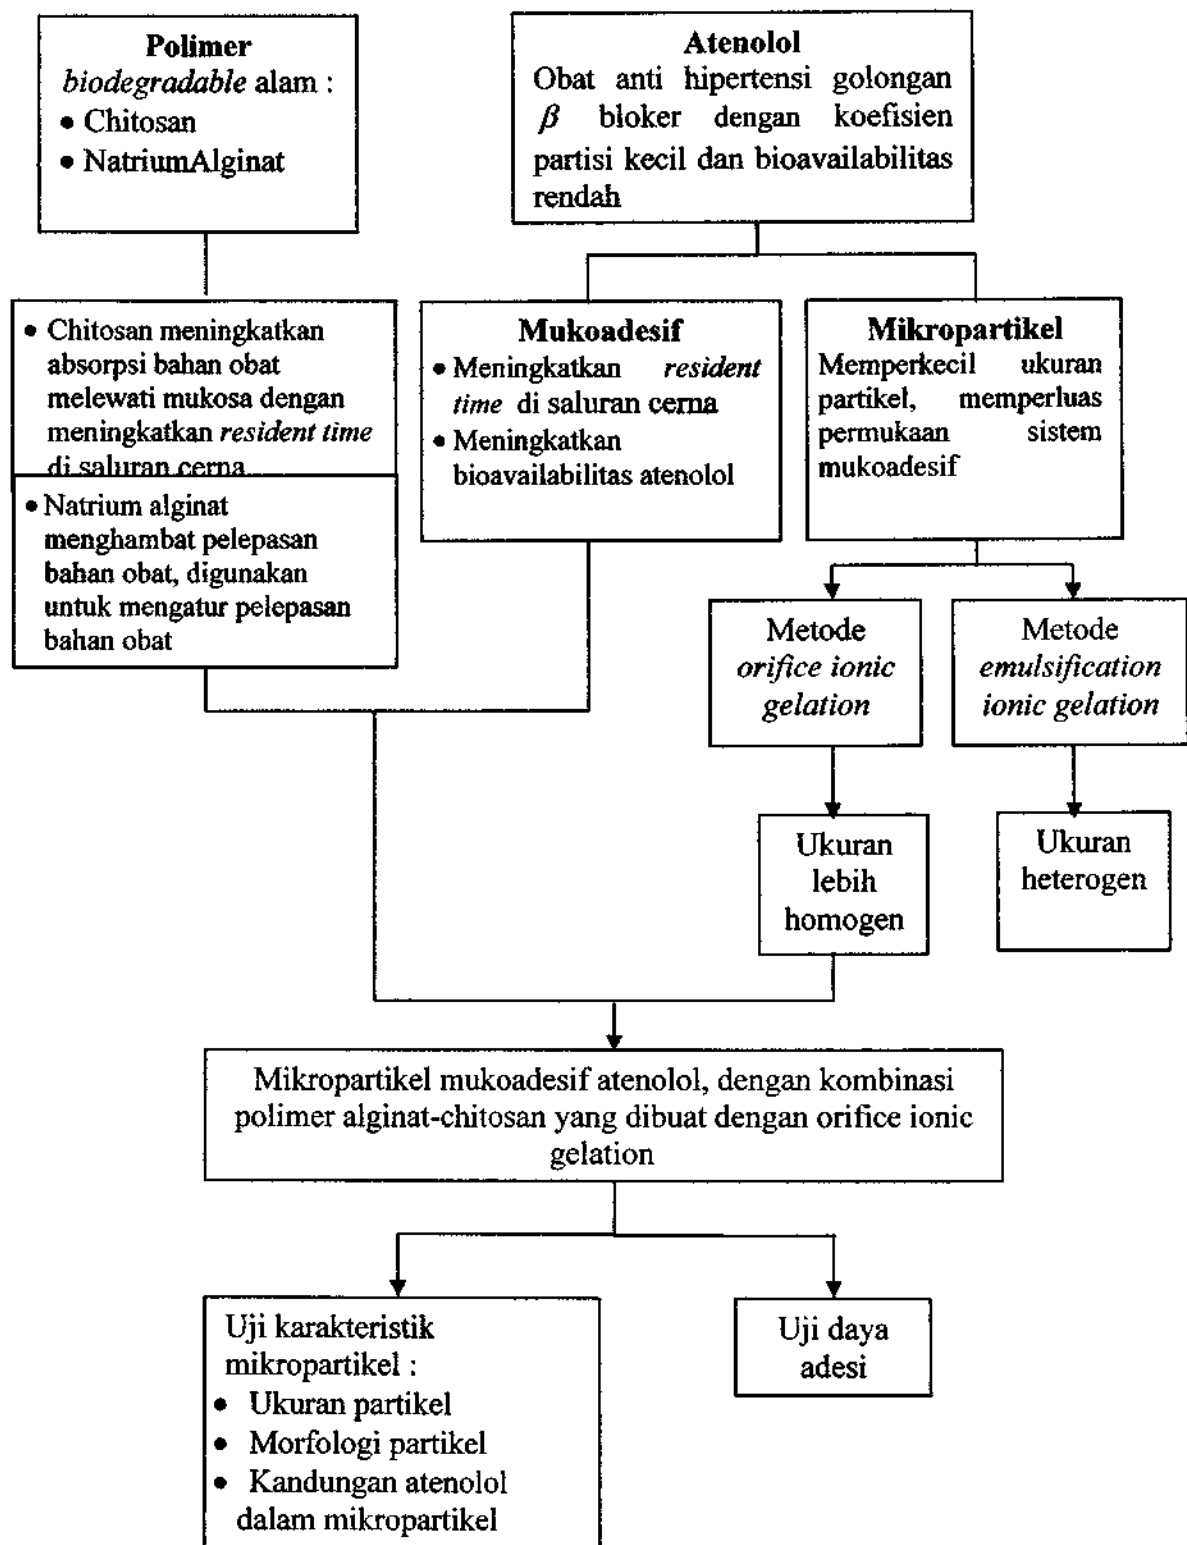 Polimer
biodegradable alam :
• Chitosan
• NatriumAlginat
Atenolol
Obat anti hipertensi golongan
β bloker dengan koefisien
partisi kecil dan bioavailabilitas
rendah
• Chitosan meningkatkan
absorpsi bahan obat
melewati mukosa dengan
meningkatkan resident time
di saluran cerna
• Natrium alginat
menghambat pelepasan
bahan obat, digunakan
untuk mengatur pelepasan
bahan obat
Mukoadesif
• Meningkatkan resident
time di saluran cerna
• Meningkatkan
bioavailabilitas atenolol
Mikropartikel
Memperkecil ukuran
partikel, memperluas
permukaan sistem
mukoadesif
Metode
orifice ionic
gelation
Metode
emulsification
ionic gelation
Ukuran
lebih
homogen
Ukuran
heterogen
Mikropartikel mukoadesif atenolol, dengan kombinasi
polimer alginat-chitosan yang dibuat dengan orifice ionic
gelation
Uji karakteristik
mikropartikel :
• Ukuran partikel
• Morfologi partikel
• Kandungan atenolol
dalam mikropartikel
Uji daya
adesi